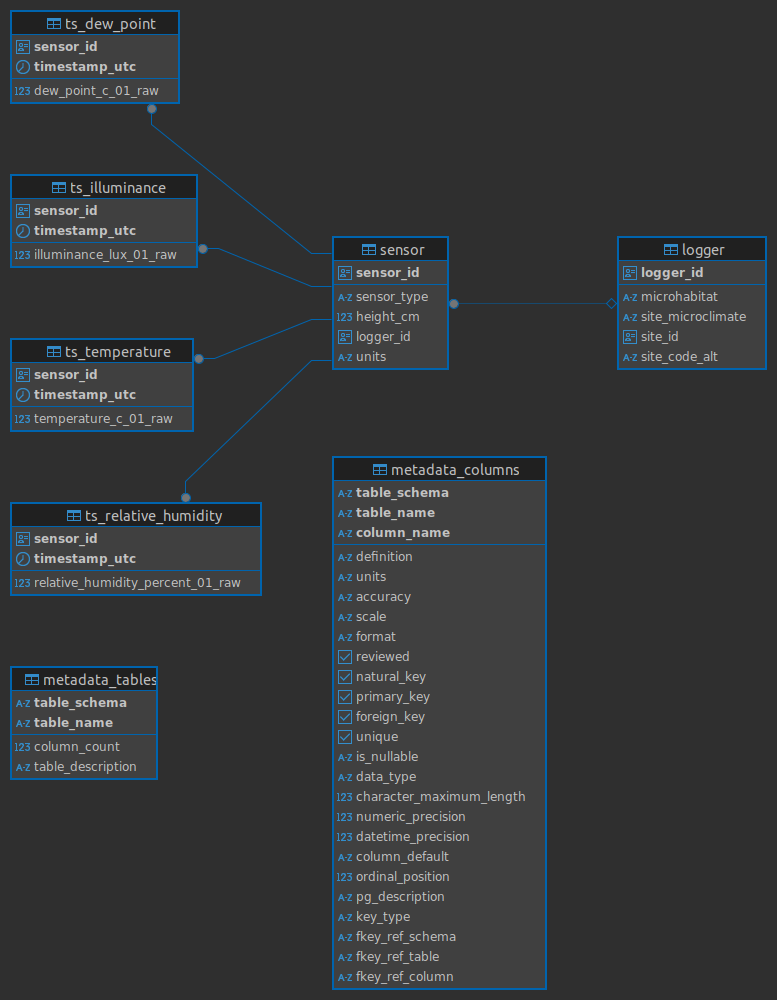 ts_dew_point
sensor_id
timestamp_utc
123 dew_point_c_01_raw
ts_illuminance
sensor_id
timestamp_utc
123 illuminance_lux_01_raw
ts_temperature
sensor_id
timestamp_utc
123 temperature_c_01_raw
ts_relative_humidity
sensor_id
timestamp_utc
123 relative_humidity_percent_01_raw
metadata_tables
A-Z table_schema
A-Z table_name
123 column_count
A-Z table_description
sensor
sensor_id
A-Z sensor_type
123 height_cm
logger_id
A-Z units
logger
logger_id
A-Z microhabitat
A-Z site_microclimate
site_id
A-Z site_code_alt
metadata_columns
A-Z table_schema
A-Z table_name
A-Z column_name
A-Z definition
A-Z units
A-Z accuracy
A-Z scale
A-Z format
reviewed
natural_key
primary_key
foreign_key
unique
A-Z is_nullable
A-Z data_type
123 character_maximum_length
123 numeric_precision
123 datetime_precision
A-Z column_default
123 ordinal_position
A-Z pg_description
A-Z key_type
A-Z fkey_ref_schema
A-Z fkey_ref_table
A-Z fkey_ref_column